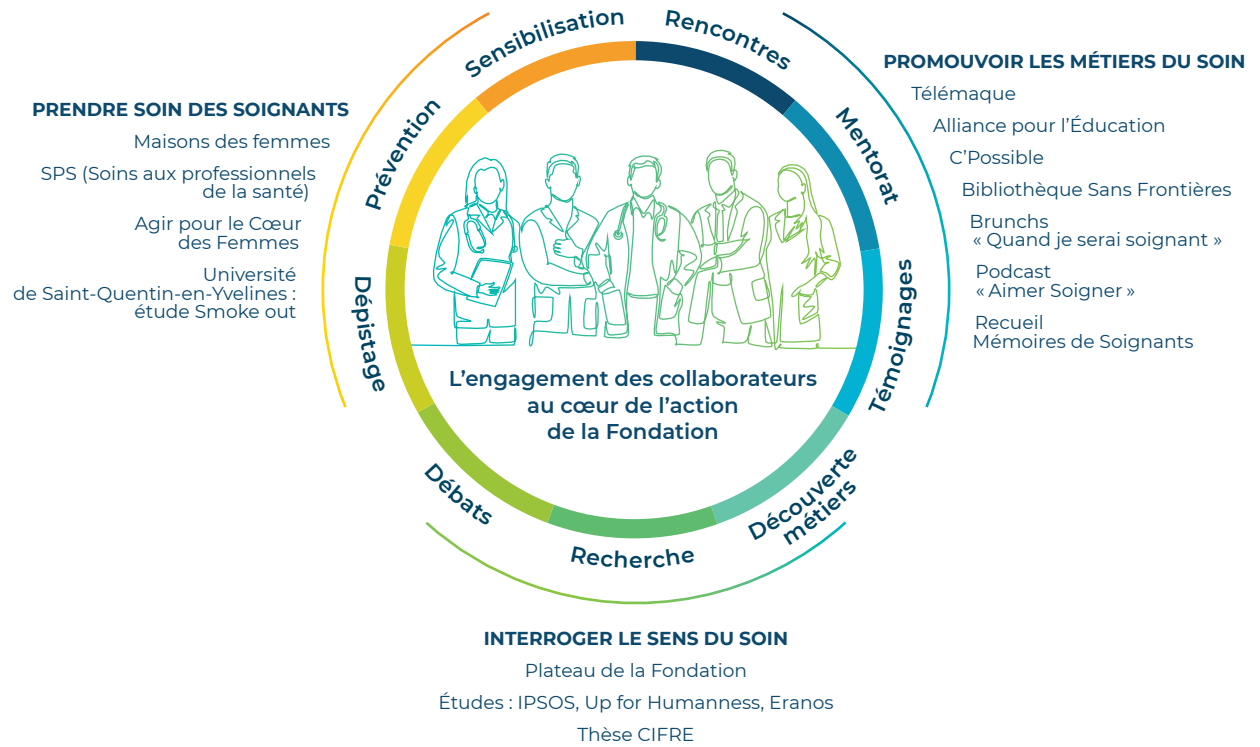 Sensibilisation
Rencontres
Mentorat
Témoignages
Découverte
métiers
Recherche
Débats
Dépistage
Prévention
PRENDRE SOIN DES SOIGNANTS
Maisons des femmes
SPS (Soins aux professionnels
de la santé)
Agir pour le Cœur
des Femmes
Université
de Saint-Quentin-en-Yvelines :
étude Smoke out
PROMOUVOIR LES MÉTIERS DU SOIN
Télémaque
Alliance pour l’Éducation
C’Possible
Bibliothèque Sans Frontières
Brunchs
« Quand je serai soignant »
Podcast
« Aimer Soigner »
Recueil
Mémoires de Soignants
L’engagement des collaborateurs
au cœur de l’action
de la Fondation
INTERROGER LE SENS DU SOIN
Plateau de la Fondation
Études : IPSOS, Up for Humanness, Eranos
Thèse CIFRE